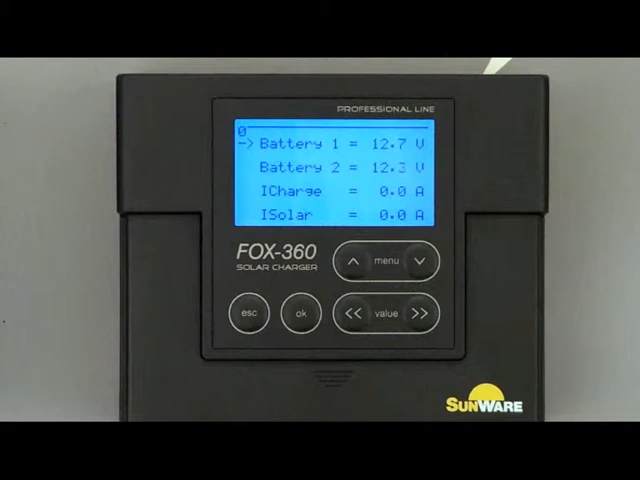 PROFESSIONAL LINE
0
-> Battery 1 = 12.7 V
Battery 2 = 12.3 V
ICharge = 0.0 A
ISolar = 0.0 A
FOX-360
SOLAR CHARGER
menu
esc
ok
<< value >>
SUNWARE